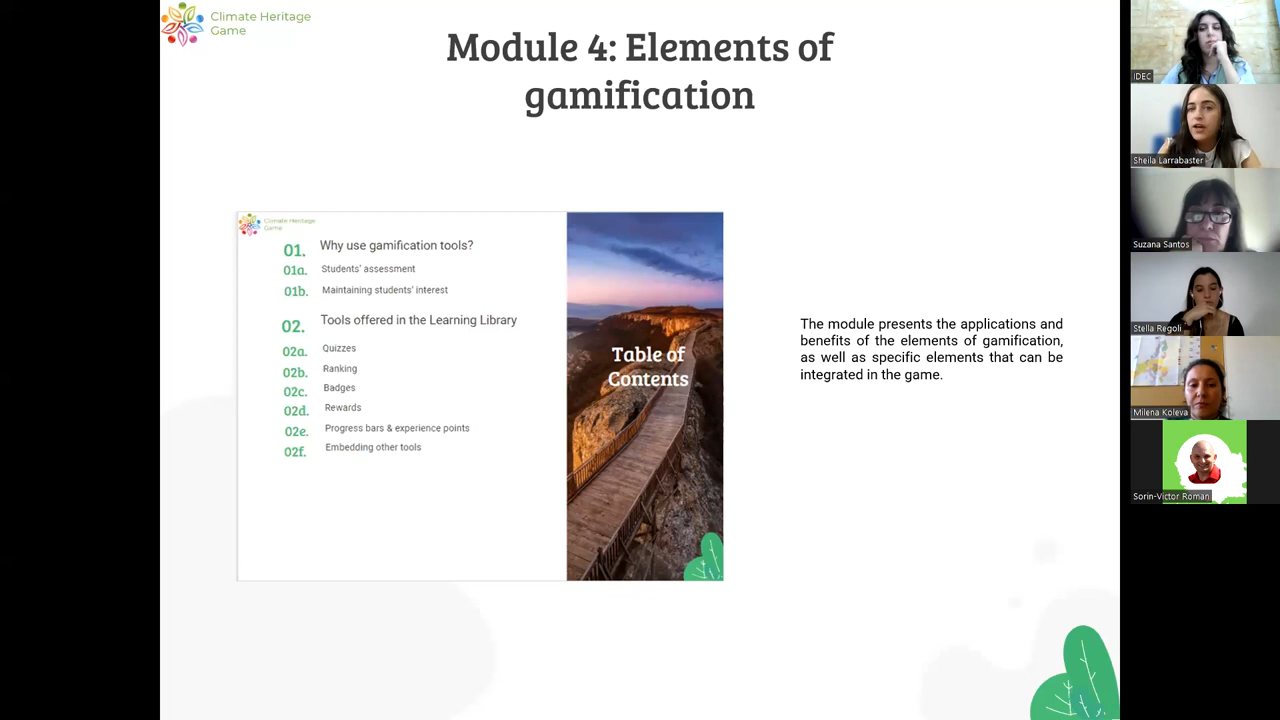 Climate Heritage
Game
Module 4: Elements of
gamification
Climate Heritage
Game
01. Why use gamification tools?
01a. Students' assessment
01b. Maintaining students' interest
02. Tools offered in the Learning Library
02a. Quizzes
02b. Ranking
02c. Badges
02d. Rewards
02e. Progress bars & experience points
02f. Embedding other tools
Table of
Contents
The module presents the applications and
benefits of the elements of gamification,
as well as specific elements that can be
integrated in the game.
IDEC
Sheila Larrabaster
Suzana Santos
Stella Regoli
Milena Koleva
Sorin-Victor Roman